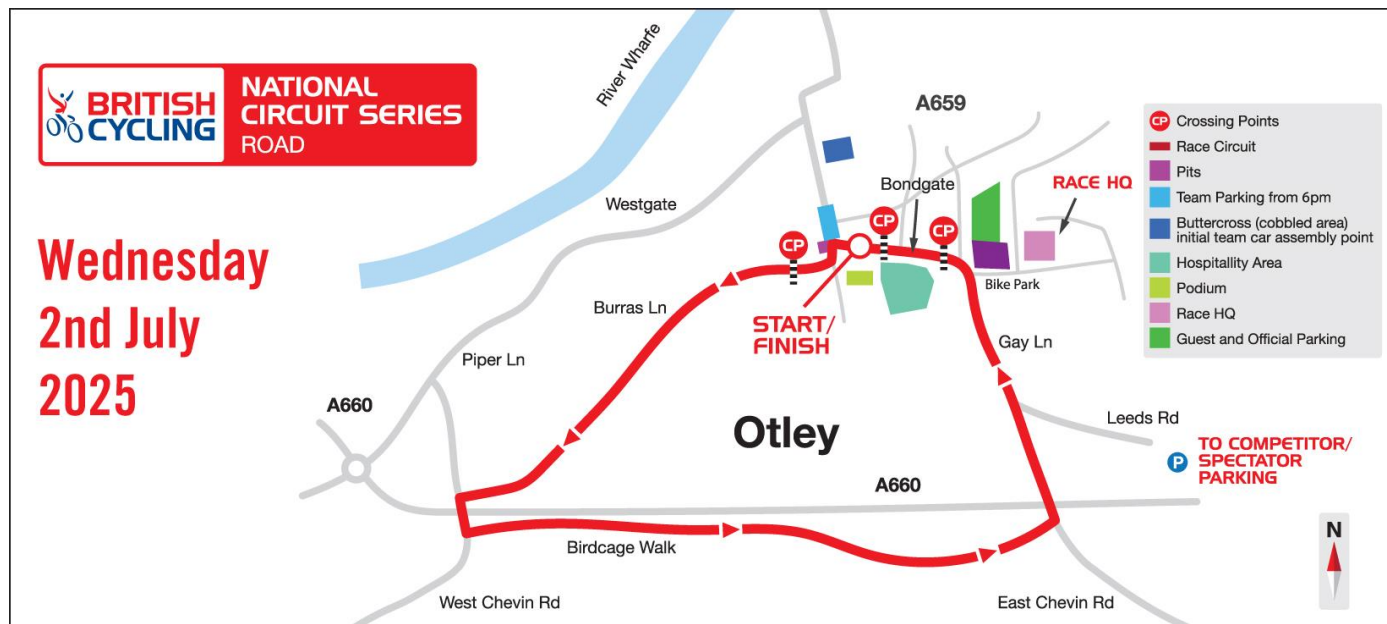 BRITISH
CYCLING
NATIONAL
CIRCUIT SERIES
ROAD
Wednesday
2nd July
2025
River Wharfe
Westgate
A659
Bondgate
RACE HQ
CP
CP
CP
Bike Park
Burras Ln
START/
FINISH
Gay Ln
Piper Ln
A660
Otley
Leeds Rd
P
TO COMPETITOR/
SPECTATOR
PARKING
A660
Birdcage Walk
West Chevin Rd
East Chevin Rd
CP Crossing Points
Race Circuit
Pits
Team Parking from 6pm
Buttercross (cobbled area)
initial team car assembly point
Hospitallity Area
Podium
Race HQ
Guest and Official Parking
N